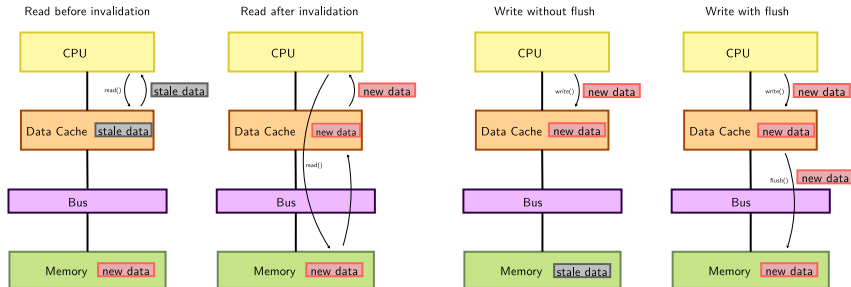 Read before invalidation
CPU
read()
stale data
Data Cache
stale data
Bus
Memory
new data
Read after invalidation
CPU
new data
Data Cache
new data
read()
Bus
Memory
new data
Write without flush
CPU
write()
new data
Data Cache
new data
Bus
Memory
stale data
Write with flush
CPU
write()
new data
Data Cache
new data
flush()
new data
Bus
Memory
new data